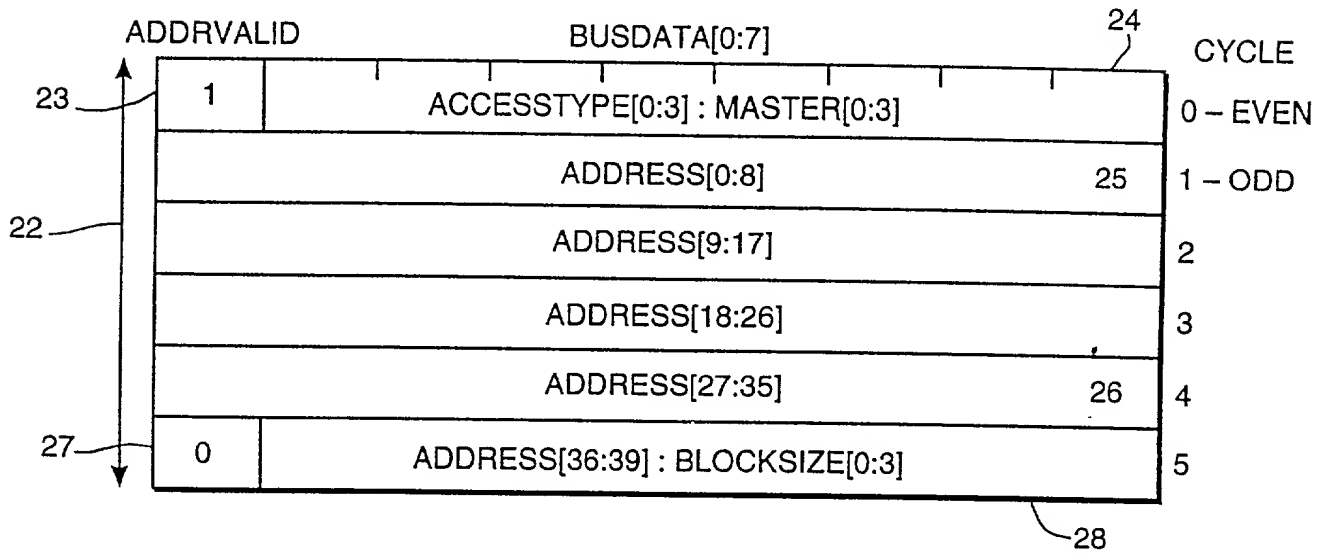 ADDRVALID BUSDATA[0:7] 24 CYCLE
23 1 ACCESSTYPE[0:3] : MASTER[0:3] 0 – EVEN
ADDRESS[0:8] 25 1 – ODD
22 ADDRESS[9:17] 2
ADDRESS[18:26] 3
ADDRESS[27:35] 26 4
27 0 ADDRESS[36:39] : BLOCKSIZE[0:3] 5
28